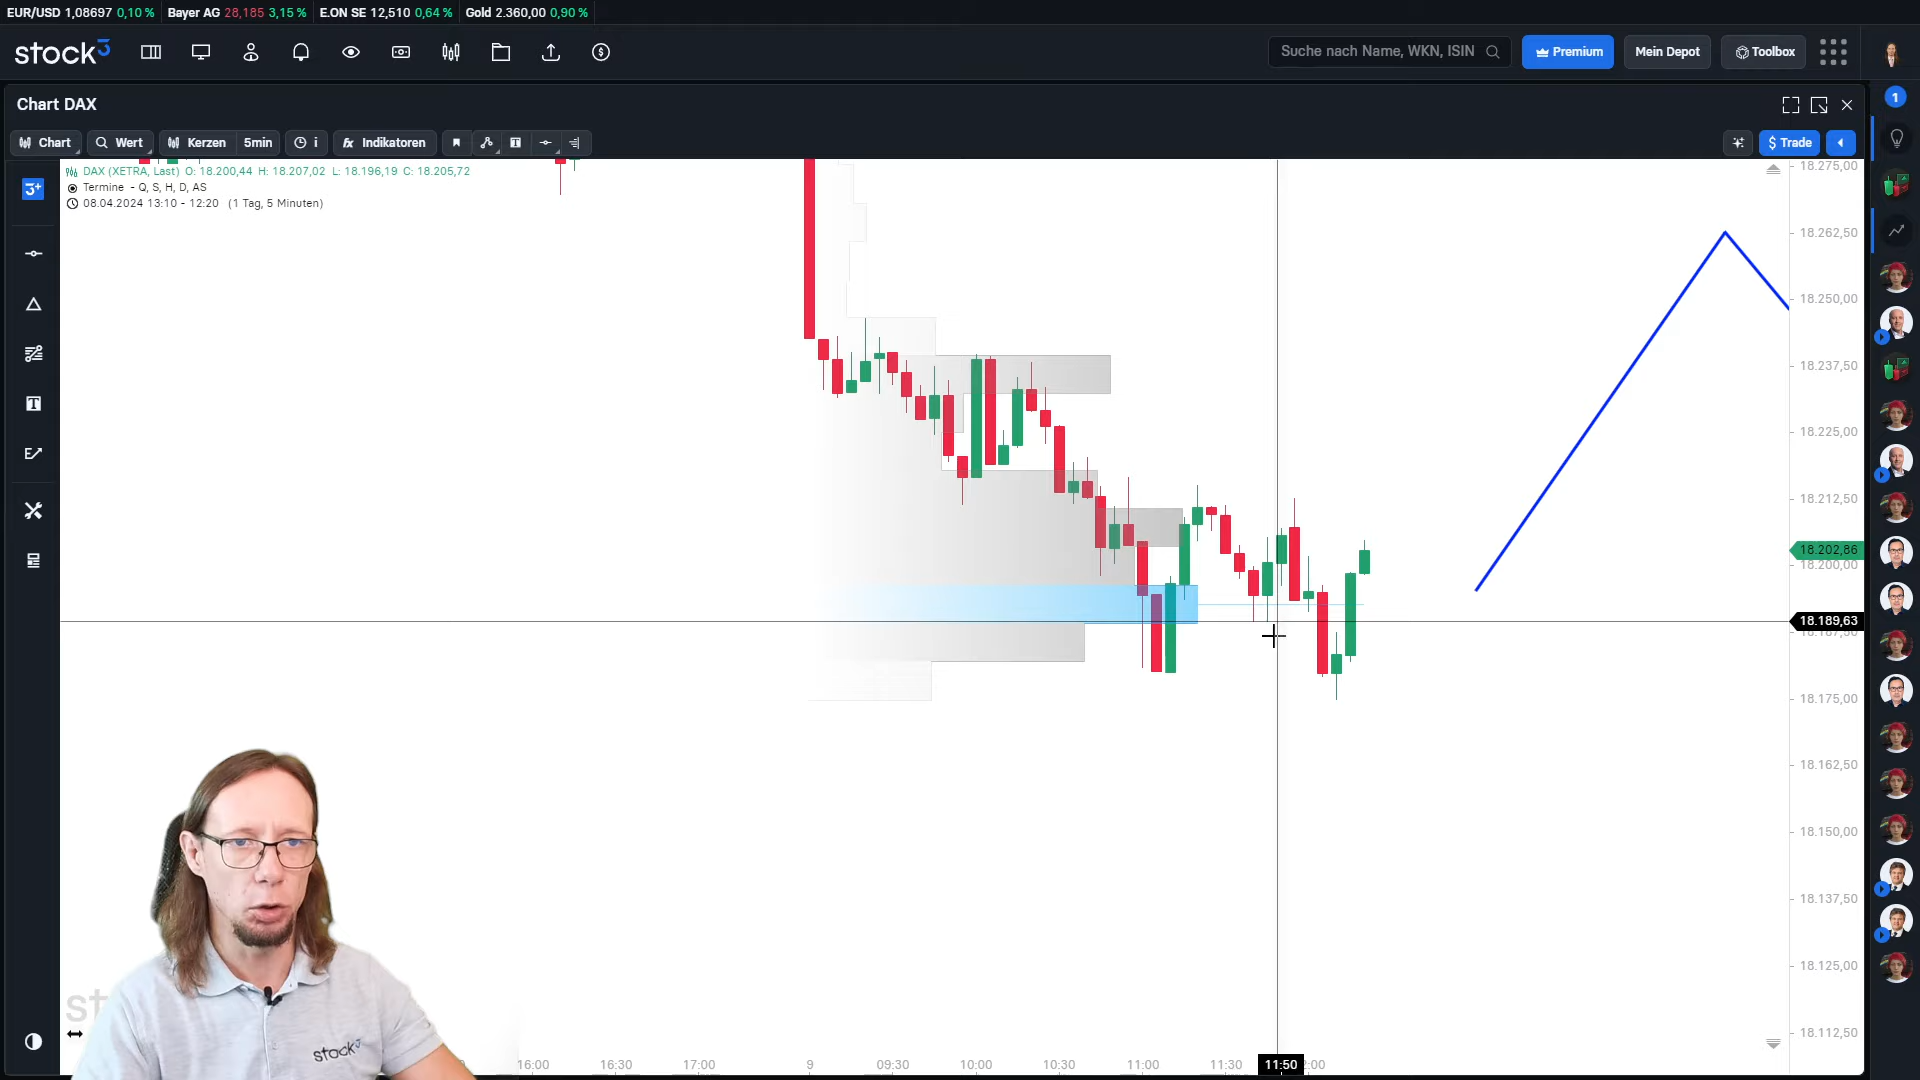 EUR/USD 1,08697 0,10 % Bayer AG 28,185 3,15 % E.ON SE 12,510 0,64 % Gold 2.360,00 0,90 %
stock3 Suche nach Name, WKN, ISIN Premium Mein Depot Toolbox
Chart DAX
1
Chart Wert Kerzen 5min i fx Indikatoren T $ Trade
DAX (XETRA, Last) O: 18.200,44 H: 18.207,02 L: 18.196,19 C: 18.205,72
Termine - Q, S, H, D, AS
08.04.2024 13:10 - 12:20 (1 Tag, 5 Minuten)
3+
T
18.275,00
18.262,50
18.250,00
18.237,50
18.225,00
18.212,50
18.202,86
18.200,00
18.189,63
18.175,00
18.162,50
18.150,00
18.137,50
18.125,00
18.112,50
st
stock3
16:00 16:30 17:00 9 09:30 10:00 10:30 11:00 11:30 11:50 2:00